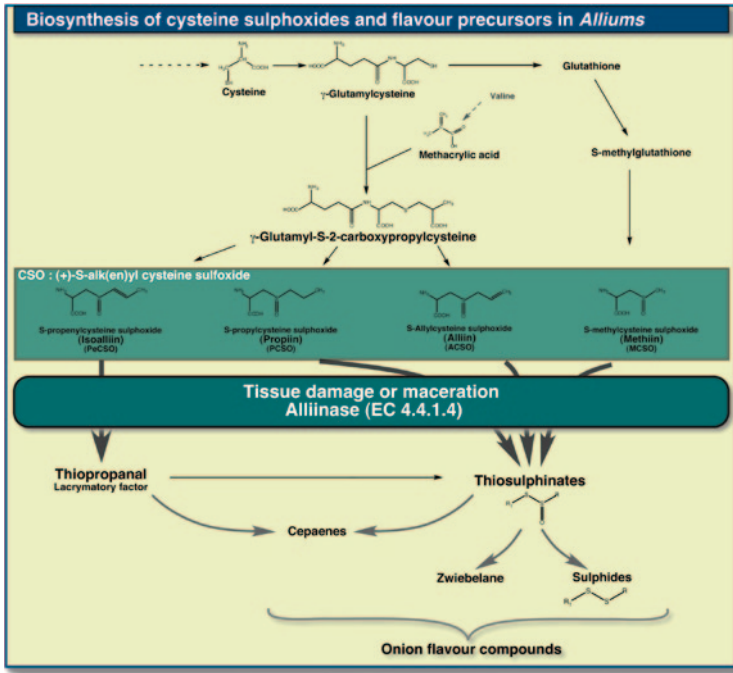 Biosynthesis of cysteine sulphoxides and flavour precursors in Alliums
Cysteine
γ-Glutamylcysteine
Glutathione
Valine
Methacrylic acid
S-methylglutathione
γ-Glutamyl-S-2-carboxypropylcysteine
CSO : (+)-S-alk(en)yl cysteine sulfoxide
S-propenylcysteine sulphoxide
(Isoalliin)
(PeCSO)
S-propylcysteine sulphoxide
(Propiin)
(PCSO)
S-Allylcysteine sulphoxide
(Alliin)
(ACSO)
S-methylcysteine sulphoxide
(Methiin)
(MCSO)
Tissue damage or maceration
Alliinase (EC 4.4.1.4)
Thiopropanal
Lacrymatory factor
Thiosulphinates
Cepaenes
Zwiebelane
Sulphides
Onion flavour compounds